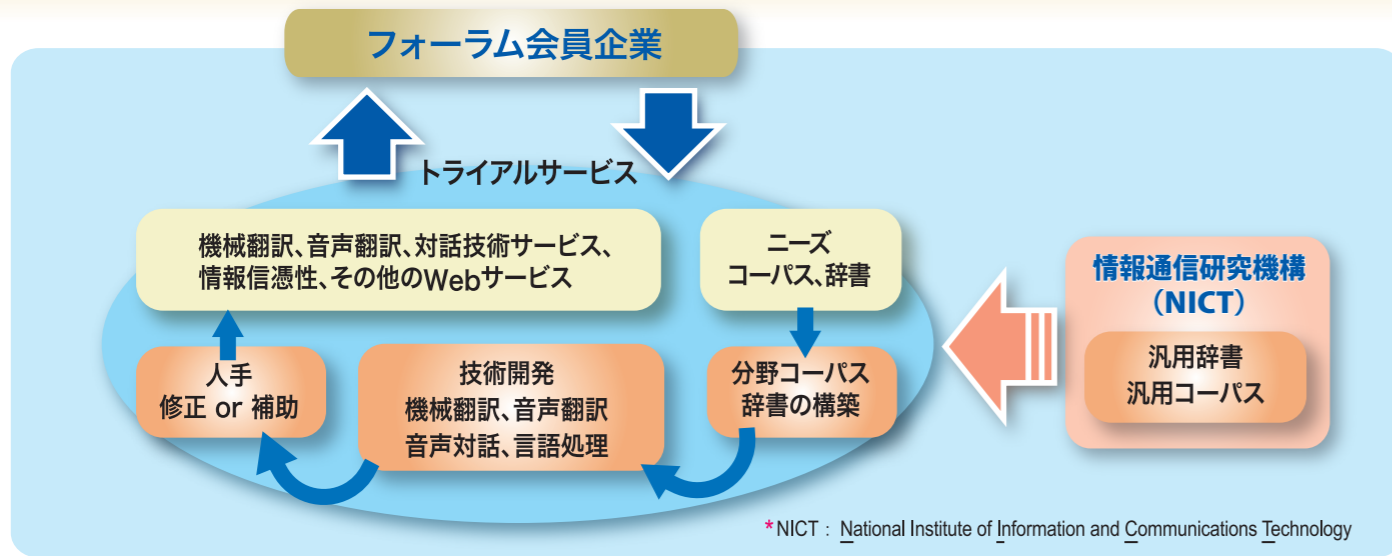 フォーラム会員企業
トライアルサービス
機械翻訳、音声翻訳、対話技術サービス、
情報信憑性、その他のWebサービス
ニーズ
コーパス、辞書
情報通信研究機構
（NICT）
汎用辞書
汎用コーパス
人手
修正 or 補助
技術開発
機械翻訳、音声翻訳
音声対話、言語処理
分野コーパス
辞書の構築
*NICT : National Institute of Information and Communications Technology